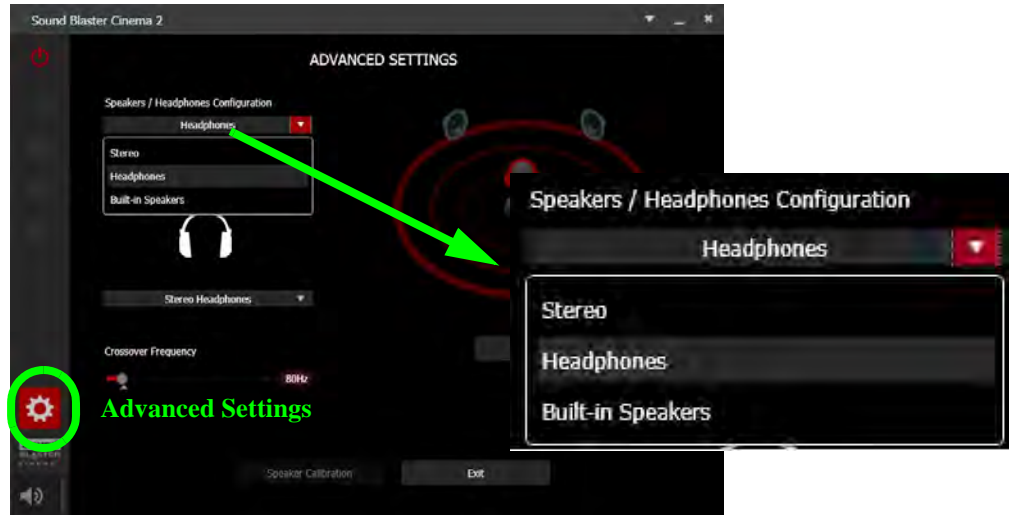 Sound Blaster Cinema 2
ADVANCED SETTINGS
Speakers / Headphones Configuration
Headphones
Stereo
Headphones
Built-in Speakers
Stereo Headphones
Crossover Frequency
80Hz
Advanced Settings
BLASTER
Speaker Calibration
Exit
Speakers / Headphones Configuration
Headphones
Stereo
Headphones
Built-in Speakers